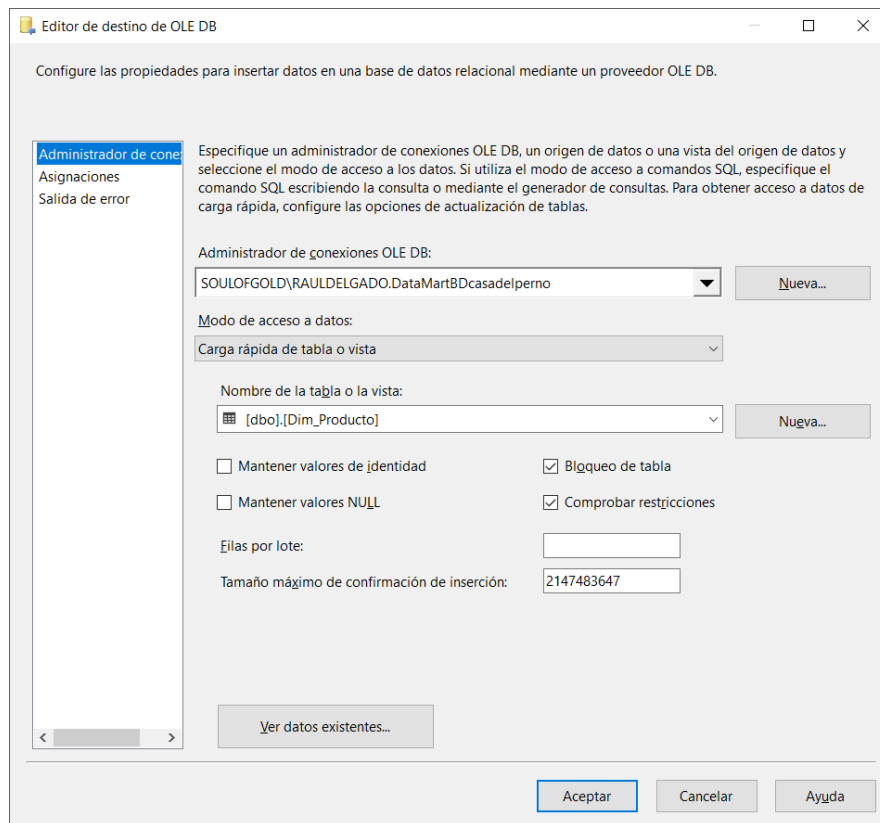 Editor de destino de OLE DB
Configure las propiedades para insertar datos en una base de datos relacional mediante un proveedor OLE DB.
Administrador de cone
Asignaciones
Salida de error
Especifique un administrador de conexiones OLE DB, un origen de datos o una vista del origen de datos y
seleccione el modo de acceso a los datos. Si utiliza el modo de acceso a comandos SQL, especifique el
comando SQL escribiendo la consulta o mediante el generador de consultas. Para obtener acceso a datos de
carga rápida, configure las opciones de actualización de tablas.
Administrador de conexiones OLE DB:
SOULOFGOLD\RAULDELGADO.DataMartBDcasadelperno
Nueva...
Modo de acceso a datos:
Carga rápida de tabla o vista
Nombre de la tabla o la vista:
[dbo].[Dim_Producto]
Nueva...
Mantener valores de identidad
Bloqueo de tabla
Mantener valores NULL
Comprobar restricciones
Filas por lote:
Tamaño máximo de confirmación de inserción:
2147483647
Ver datos existentes...
Aceptar
Cancelar
Ayuda